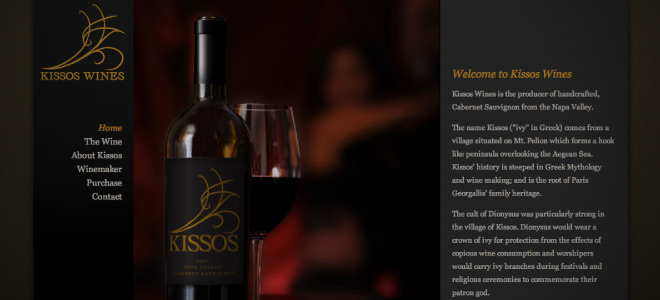 KISSOS WINES
Home
The Wine
About Kissos
Winemaker
Purchase
Contact
KISSOS
NAPA VALLEY
CABERNET SAUVIGNON
Welcome to Kissos Wines
Kissos Wines is the producer of handcrafted,
Cabernet Sauvignon from the Napa Valley.
The name Kissos ("ivy" in Greek) comes from a
village situated on Mt. Pelion which forms a hook
like peninsula overlooking the Aegean Sea.
Kissos' history is steeped in Greek Mythology
and wine making; and is the root of Paris
Georgallis' family heritage.
The cult of Dionysus was particularly strong in
the village of Kissos. Dionysus would wear a
crown of ivy for protection from the effects of
copious wine consumption and worshipers
would carry ivy branches during festivals and
religious ceremonies to commemorate their
patron god.